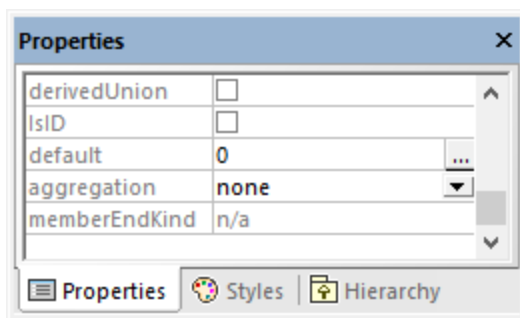 Properties
derivedUnion
IsID
default 0 ...
aggregation none
memberEndKind n/a
Properties Styles Hierarchy